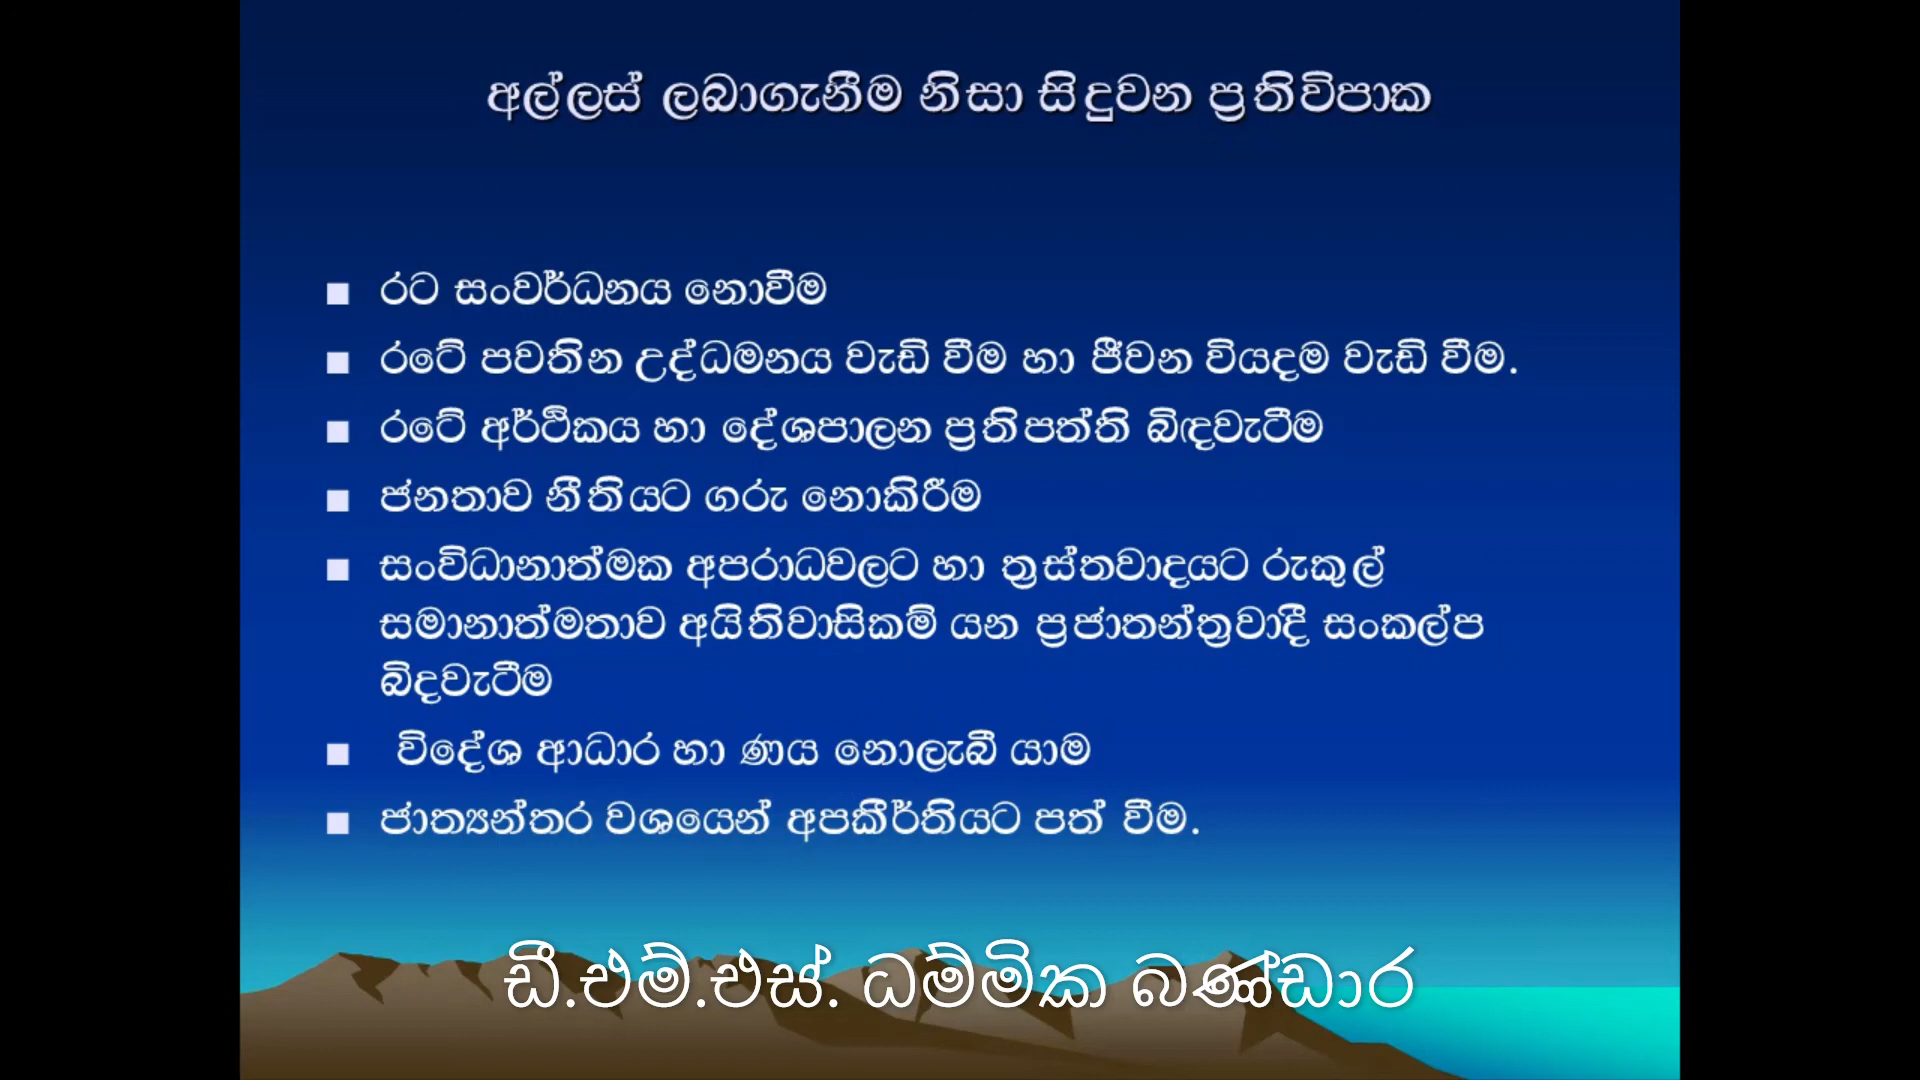 අල්ලස් ලබාගැනීම නිසා සිදුවන ප්‍රතිවිපාක
■ රට සංවර්ධනය නොවීම
■ රටේ පවතින උද්ධමනය වැඩි වීම හා ජීවන වියදම වැඩි වීම.
■ රටේ අර්ථිකය හා දේශපාලන ප්‍රතිපත්ති බිඳවැටීම
■ ජනතාව නීතියට ගරු නොකිරීම
■ සංවිධානාත්මක අපරාධවලට හා ත්‍රස්තවාදයට රුකුල්
සමානාත්මතාව අයිතිවාසිකම් යන ප්‍රජාතන්ත්‍රවාදී සංකල්ප
බිදවැටීම
■ විදේශ ආධාර හා ණය නොලැබී යාම
■ ජාත්‍යන්තර වශයෙන් අපකීර්තියට පත් වීම.
ඩී.එම්.එස්. ධම්මික බණ්ඩාර